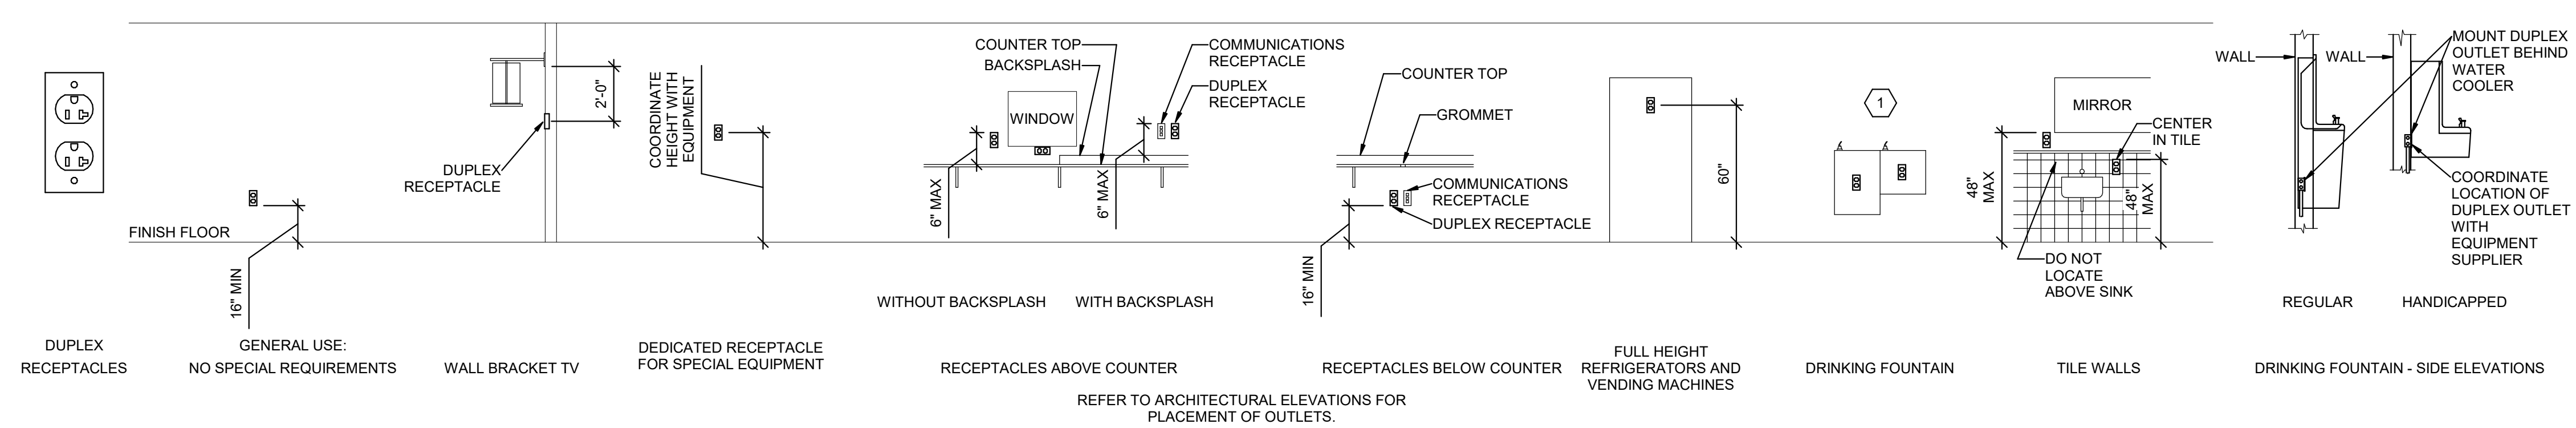 DUPLEX
RECEPTACLES
FINISH FLOOR
16" MIN
GENERAL USE:
NO SPECIAL REQUIREMENTS
2'-0"
DUPLEX
RECEPTACLE
WALL BRACKET TV
COORDINATE
HEIGHT WITH
EQUIPMENT
DEDICATED RECEPTACLE
FOR SPECIAL EQUIPMENT
COUNTER TOP
BACKSPLASH
WINDOW
COMMUNICATIONS
RECEPTACLE
DUPLEX
RECEPTACLE
6" MAX
6" MAX
WITHOUT BACKSPLASH
WITH BACKSPLASH
RECEPTACLES ABOVE COUNTER
COUNTER TOP
GROMMET
COMMUNICATIONS
RECEPTACLE
DUPLEX RECEPTACLE
16" MIN
RECEPTACLES BELOW COUNTER
REFER TO ARCHITECTURAL ELEVATIONS FOR
PLACEMENT OF OUTLETS.
60"
FULL HEIGHT
REFRIGERATORS AND
VENDING MACHINES
1
DRINKING FOUNTAIN
MIRROR
CENTER
IN TILE
48"
MAX
48"
MAX
DO NOT
LOCATE
ABOVE SINK
TILE WALLS
WALL
WALL
MOUNT DUPLEX
OUTLET BEHIND
WATER
COOLER
COORDINATE
LOCATION OF
DUPLEX OUTLET
WITH
EQUIPMENT
SUPPLIER
REGULAR
HANDICAPPED
DRINKING FOUNTAIN - SIDE ELEVATIONS